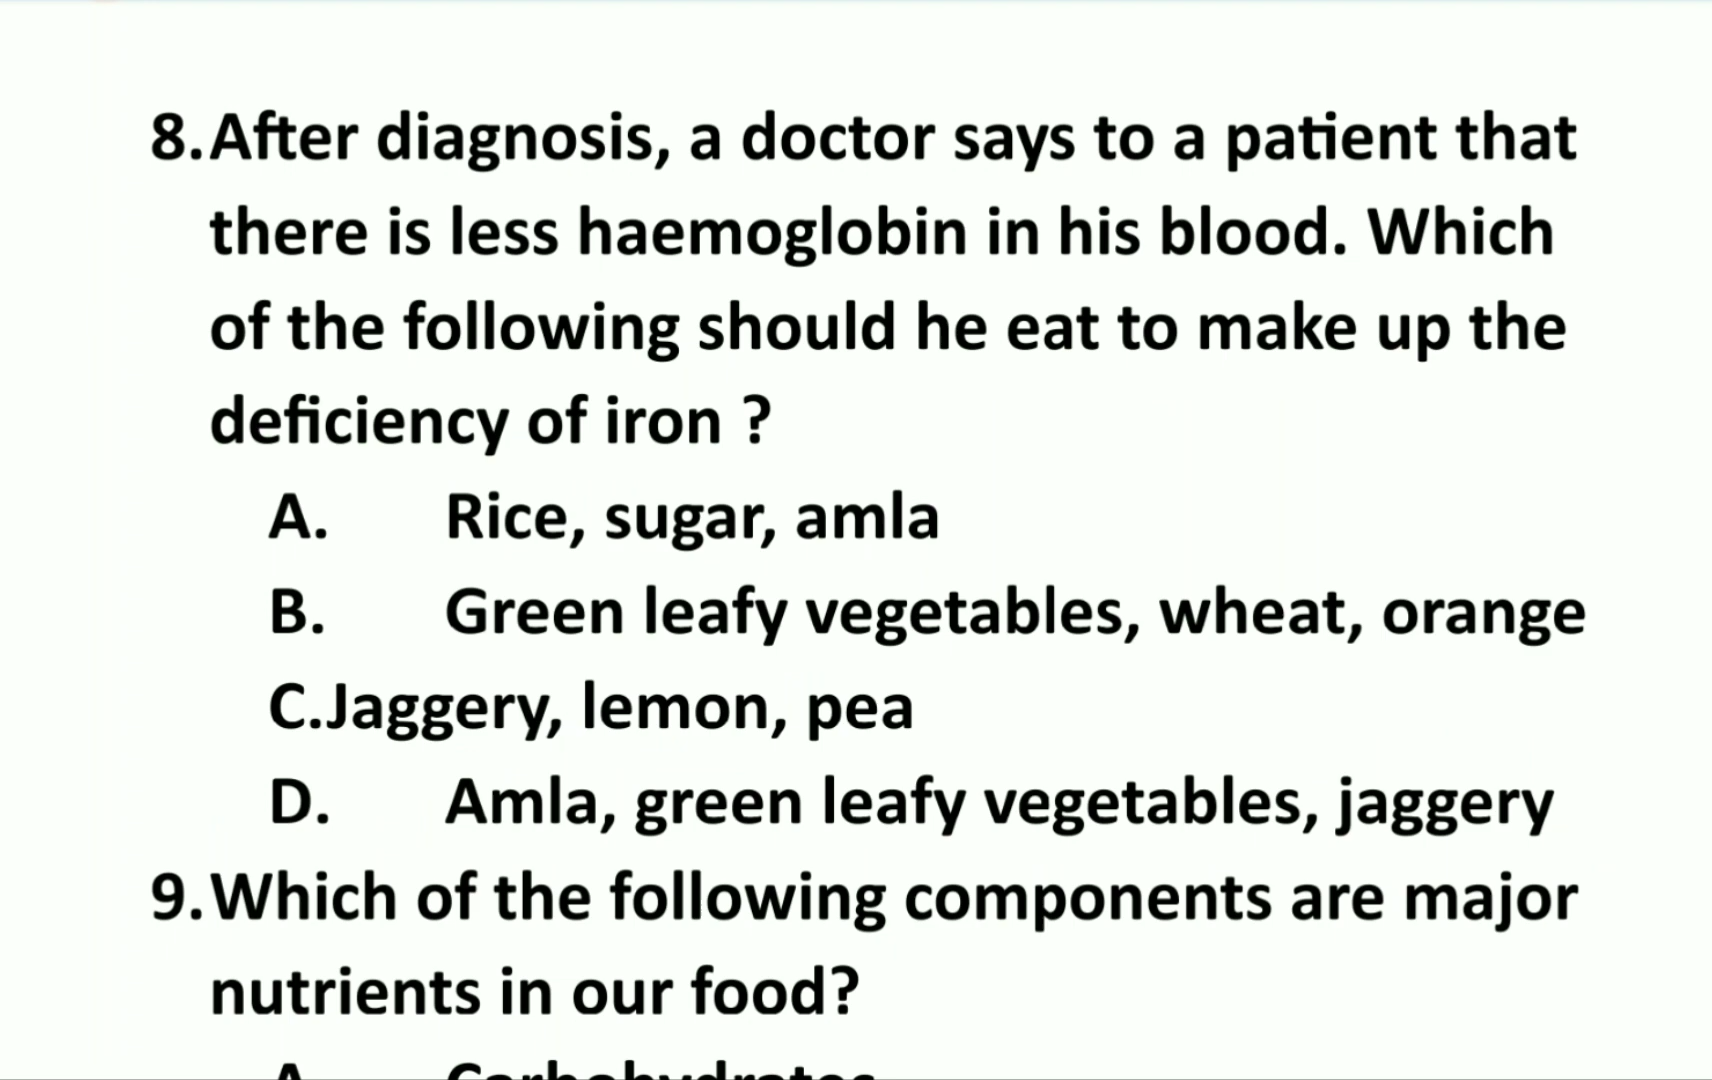 8.After diagnosis, a doctor says to a patient that
there is less haemoglobin in his blood. Which
of the following should he eat to make up the
deficiency of iron ?
A. Rice, sugar, amla
B. Green leafy vegetables, wheat, orange
C.Jaggery, lemon, pea
D. Amla, green leafy vegetables, jaggery
9.Which of the following components are major
nutrients in our food?
A. Carbohydrates